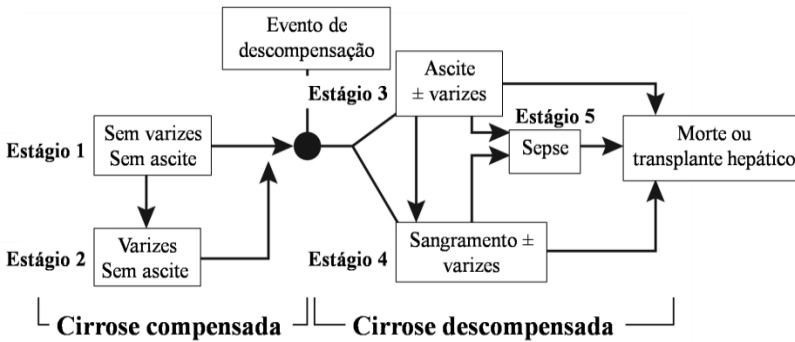 Evento de
descompensação
Estágio 3
Ascite
± varizes
Estágio 5
Estágio 1
Sem varizes
Sem ascite
Sepse
Morte ou
transplante hepático
Estágio 2
Varizes
Sem ascite
Estágio 4
Sangramento ±
varizes
Cirrose compensada
Cirrose descompensada